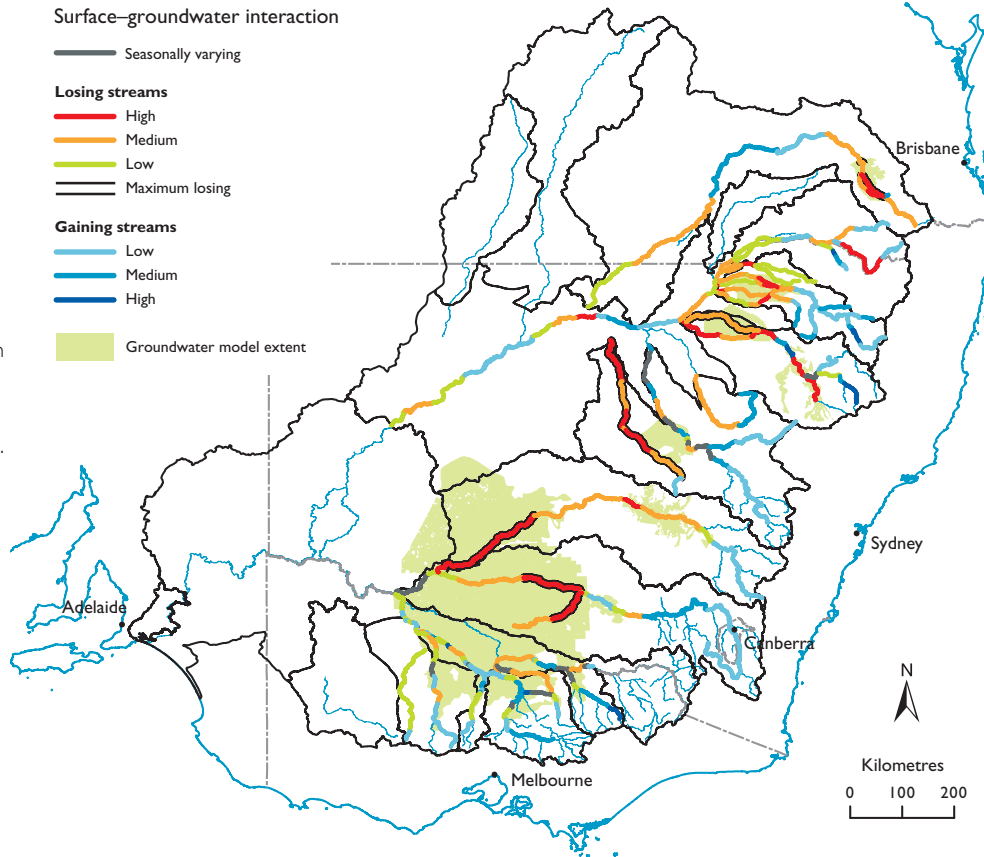 Surface–groundwater interaction
Seasonally varying
Losing streams
High
Medium
Low
Maximum losing
Gaining streams
Low
Medium
High
Groundwater model extent
n
.
Brisbane
Sydney
Adelaide
Canberra
Melbourne
N
Kilometres
0 100 200